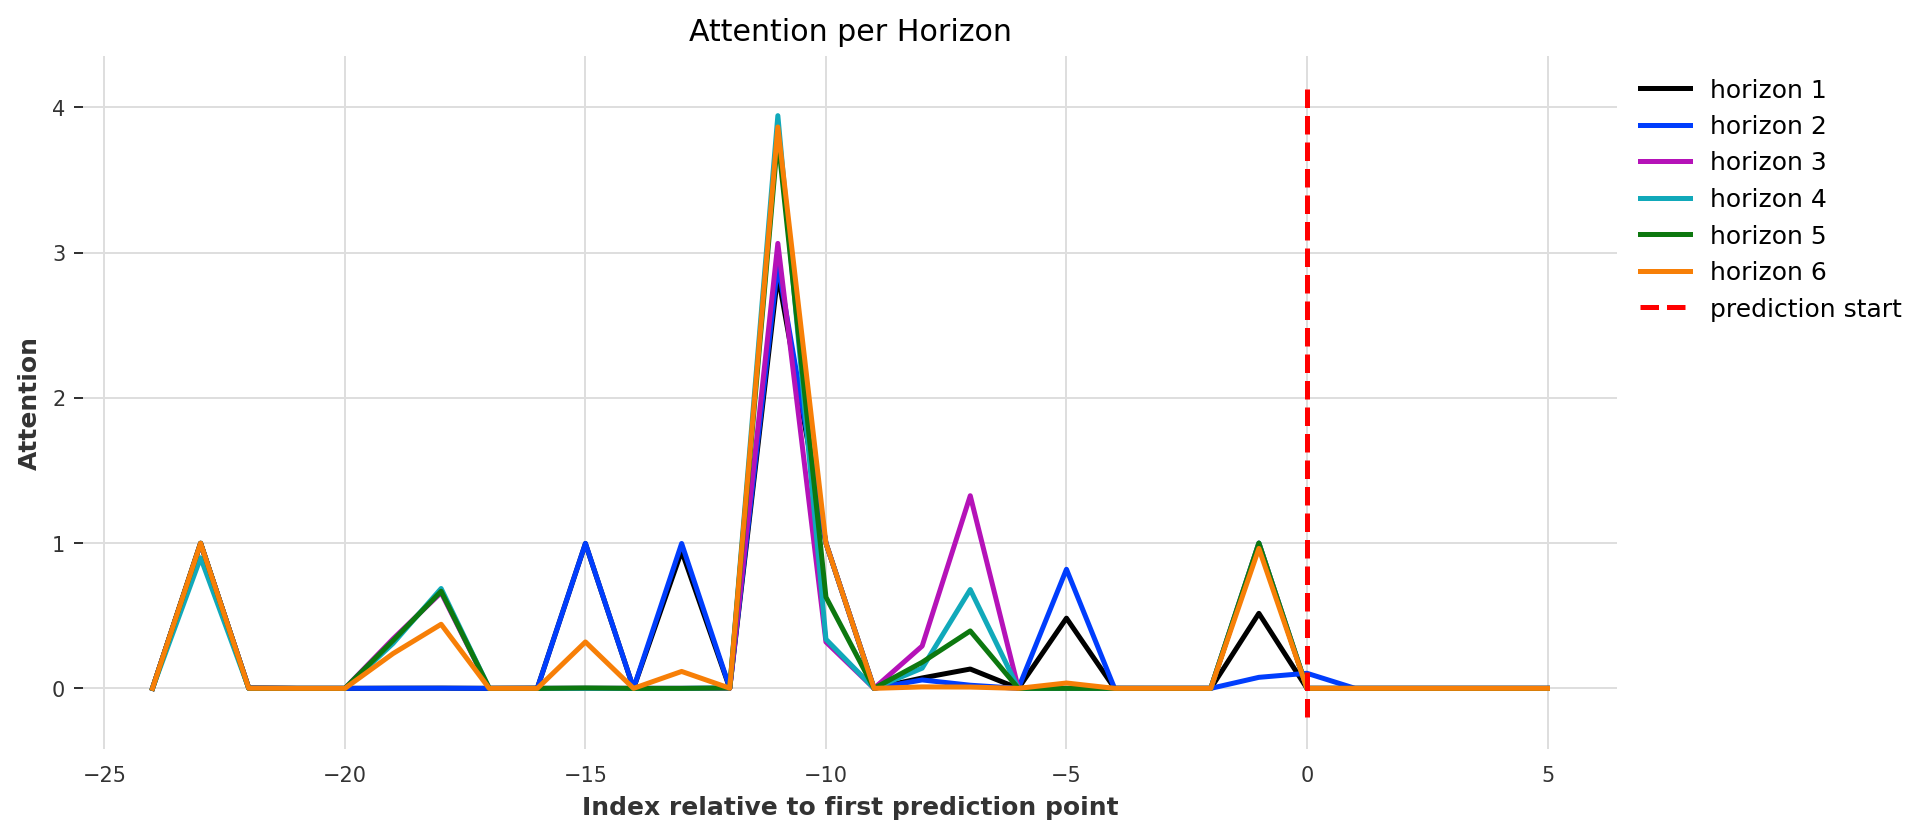 Attention per Horizon
4
3
2
1
0
Attention
−25
−20
−15
−10
−5
0
5
Index relative to first prediction point
horizon 1
horizon 2
horizon 3
horizon 4
horizon 5
horizon 6
prediction start